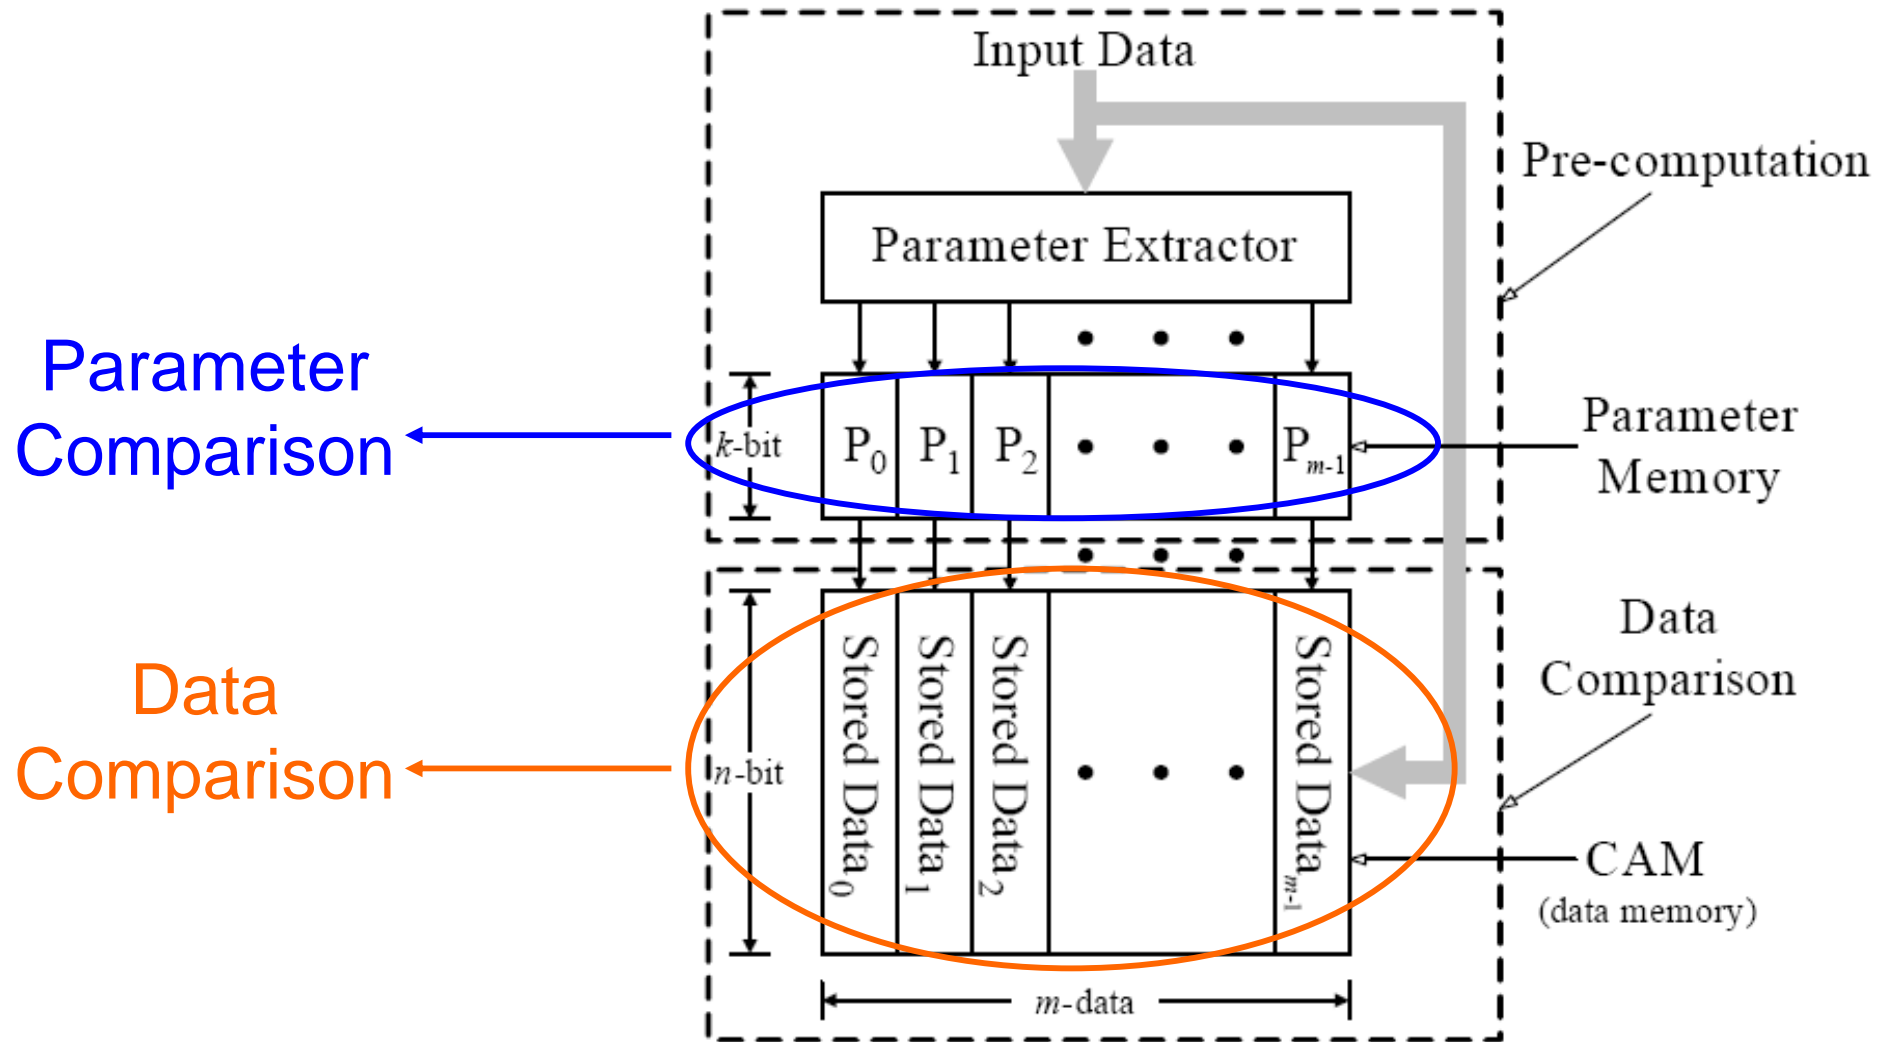 Input Data
Pre-computation
Parameter Extractor
Parameter
Comparison
k-bit
P0
P1
P2
Pm-1
Parameter
Memory
Data
Comparison
n-bit
Stored Data0
Stored Data1
Stored Data2
Stored Datam-1
Data
Comparison
CAM
(data memory)
m-data